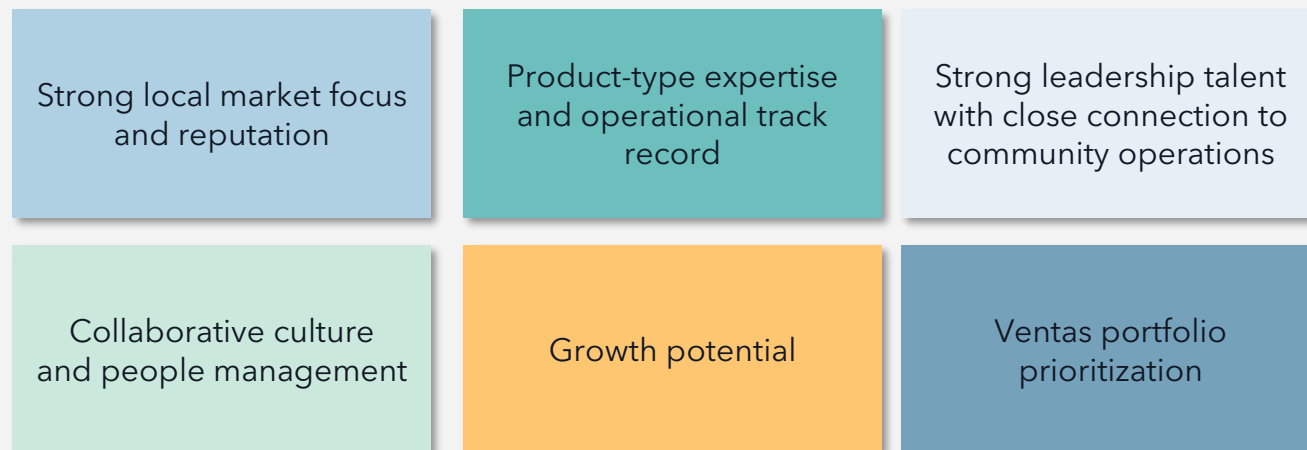 Strong local market focus
and reputation
Product-type expertise
and operational track
record
Strong leadership talent
with close connection to
community operations
Collaborative culture
and people management
Growth potential
Ventas portfolio
prioritization